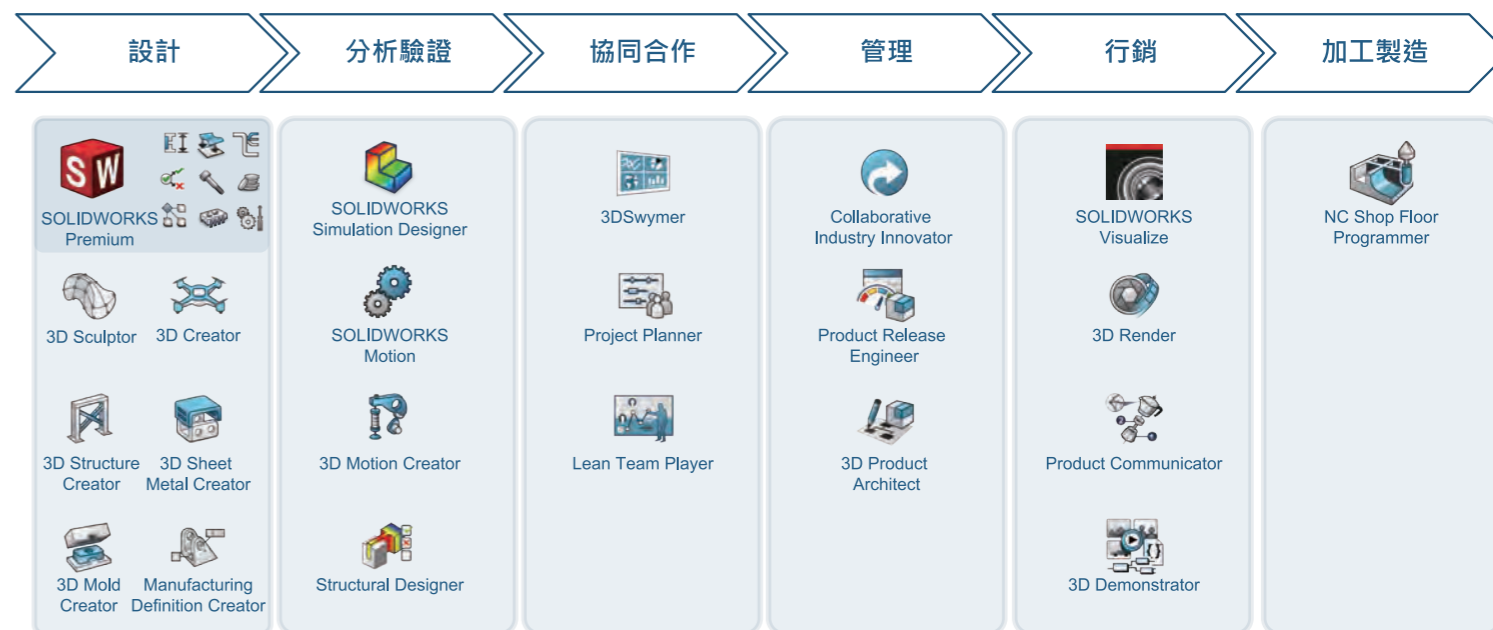 設計
分析驗證
協同合作
管理
行銷
加工製造
SW
SOLIDWORKS
Premium
3D Sculptor
3D Creator
3D Structure
Creator
3D Sheet
Metal Creator
3D Mold
Creator
Manufacturing
Definition Creator
SOLIDWORKS
Simulation Designer
SOLIDWORKS
Motion
3D Motion Creator
Structural Designer
3DSwymer
Project Planner
Lean Team Player
Collaborative
Industry Innovator
Product Release
Engineer
3D Product
Architect
SOLIDWORKS
Visualize
3D Render
Product Communicator
3D Demonstrator
NC Shop Floor
Programmer